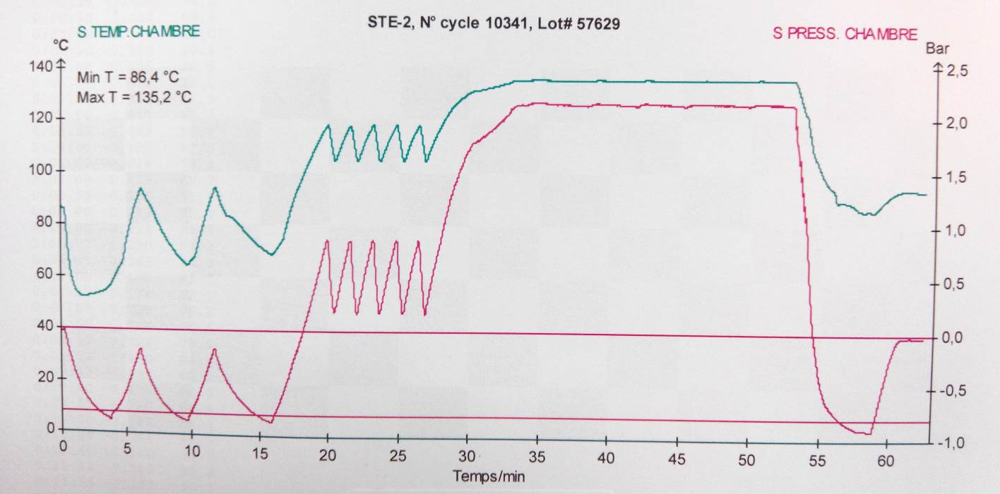 STE-2, N° cycle 10341, Lot# 57629
S TEMP.CHAMBRE
S PRESS. CHAMBRE
°C
Bar
Min T = 86,4 °C
Max T = 135,2 °C
140
120
100
80
60
40
20
0
2,5
2,0
1,5
1,0
0,5
0,0
-0,5
-1,0
0 5 10 15 20 25 30 35 40 45 50 55 60
Temps/min